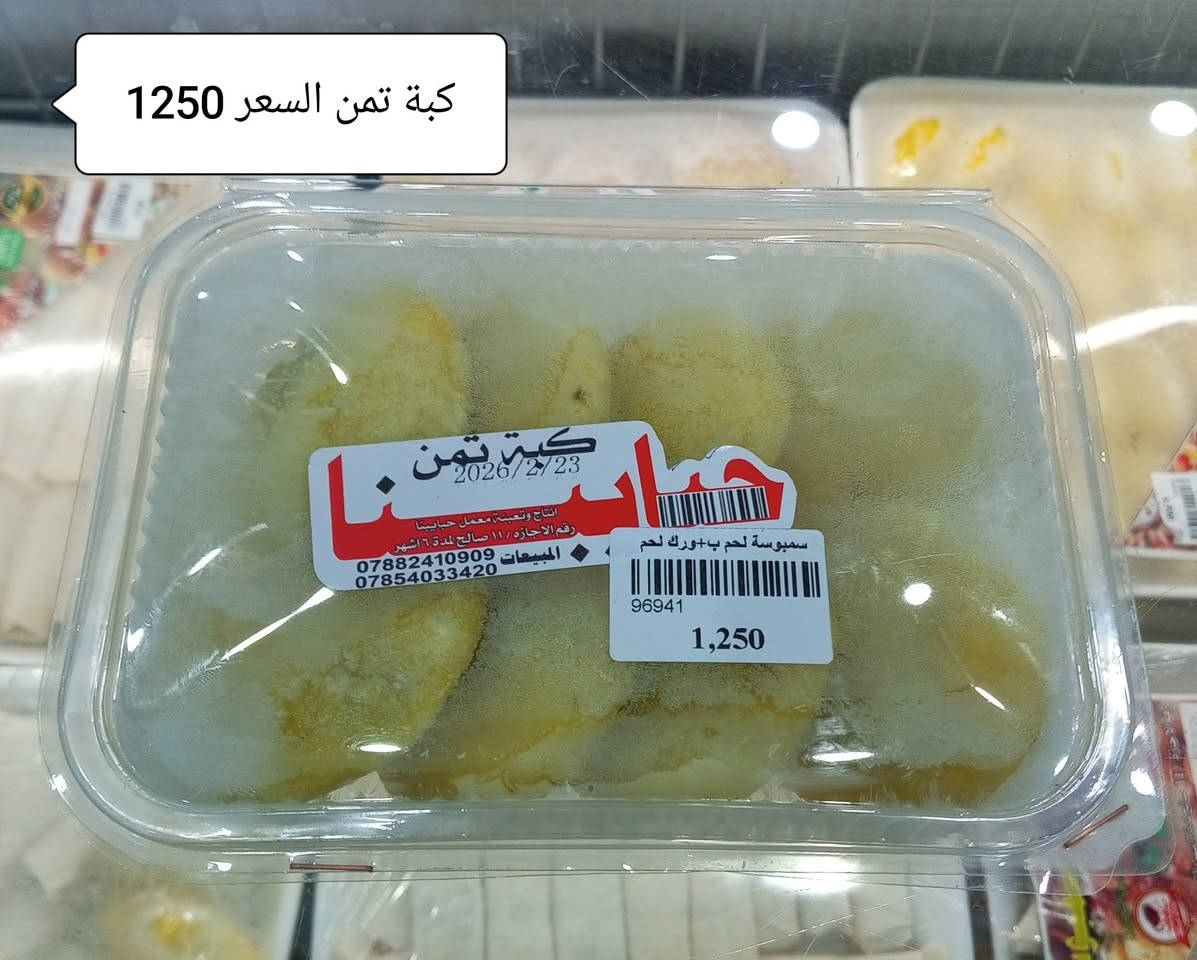 كبة تمن السعر 1250
كبة تمن
2026/2/23
حبايبنا
انتاج وتعبئة معمل حبايبنا
رقم الاجازه / ١١ صالح لمدة ٦ اشهر
المبيعات 07882410909
07854033420
سمبوسة لحم ب+ورك لحم
96941
1,250